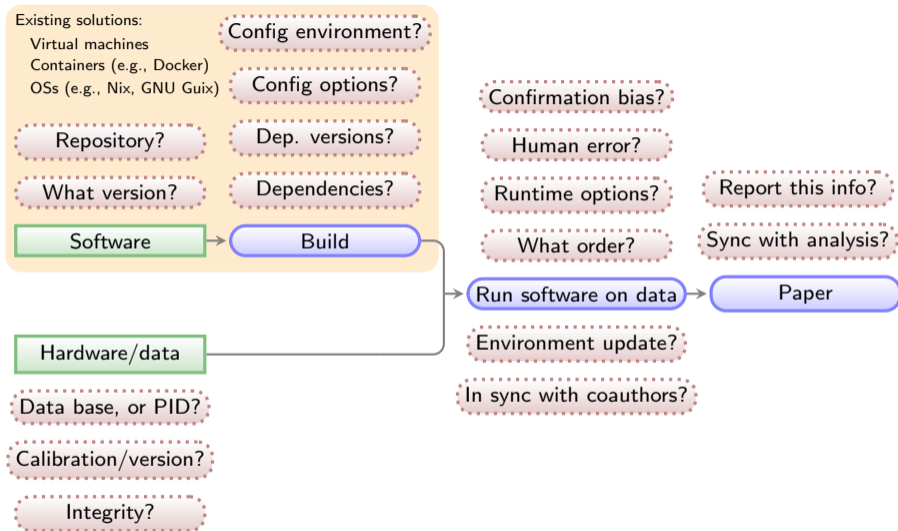 Existing solutions:
Virtual machines
Containers (e.g., Docker)
OSs (e.g., Nix, GNU Guix)
Repository?
What version?
Software
Config environment?
Config options?
Dep. versions?
Dependencies?
Build
Hardware/data
Data base, or PID?
Calibration/version?
Integrity?
Confirmation bias?
Human error?
Runtime options?
What order?
Run software on data
Environment update?
In sync with coauthors?
Report this info?
Sync with analysis?
Paper